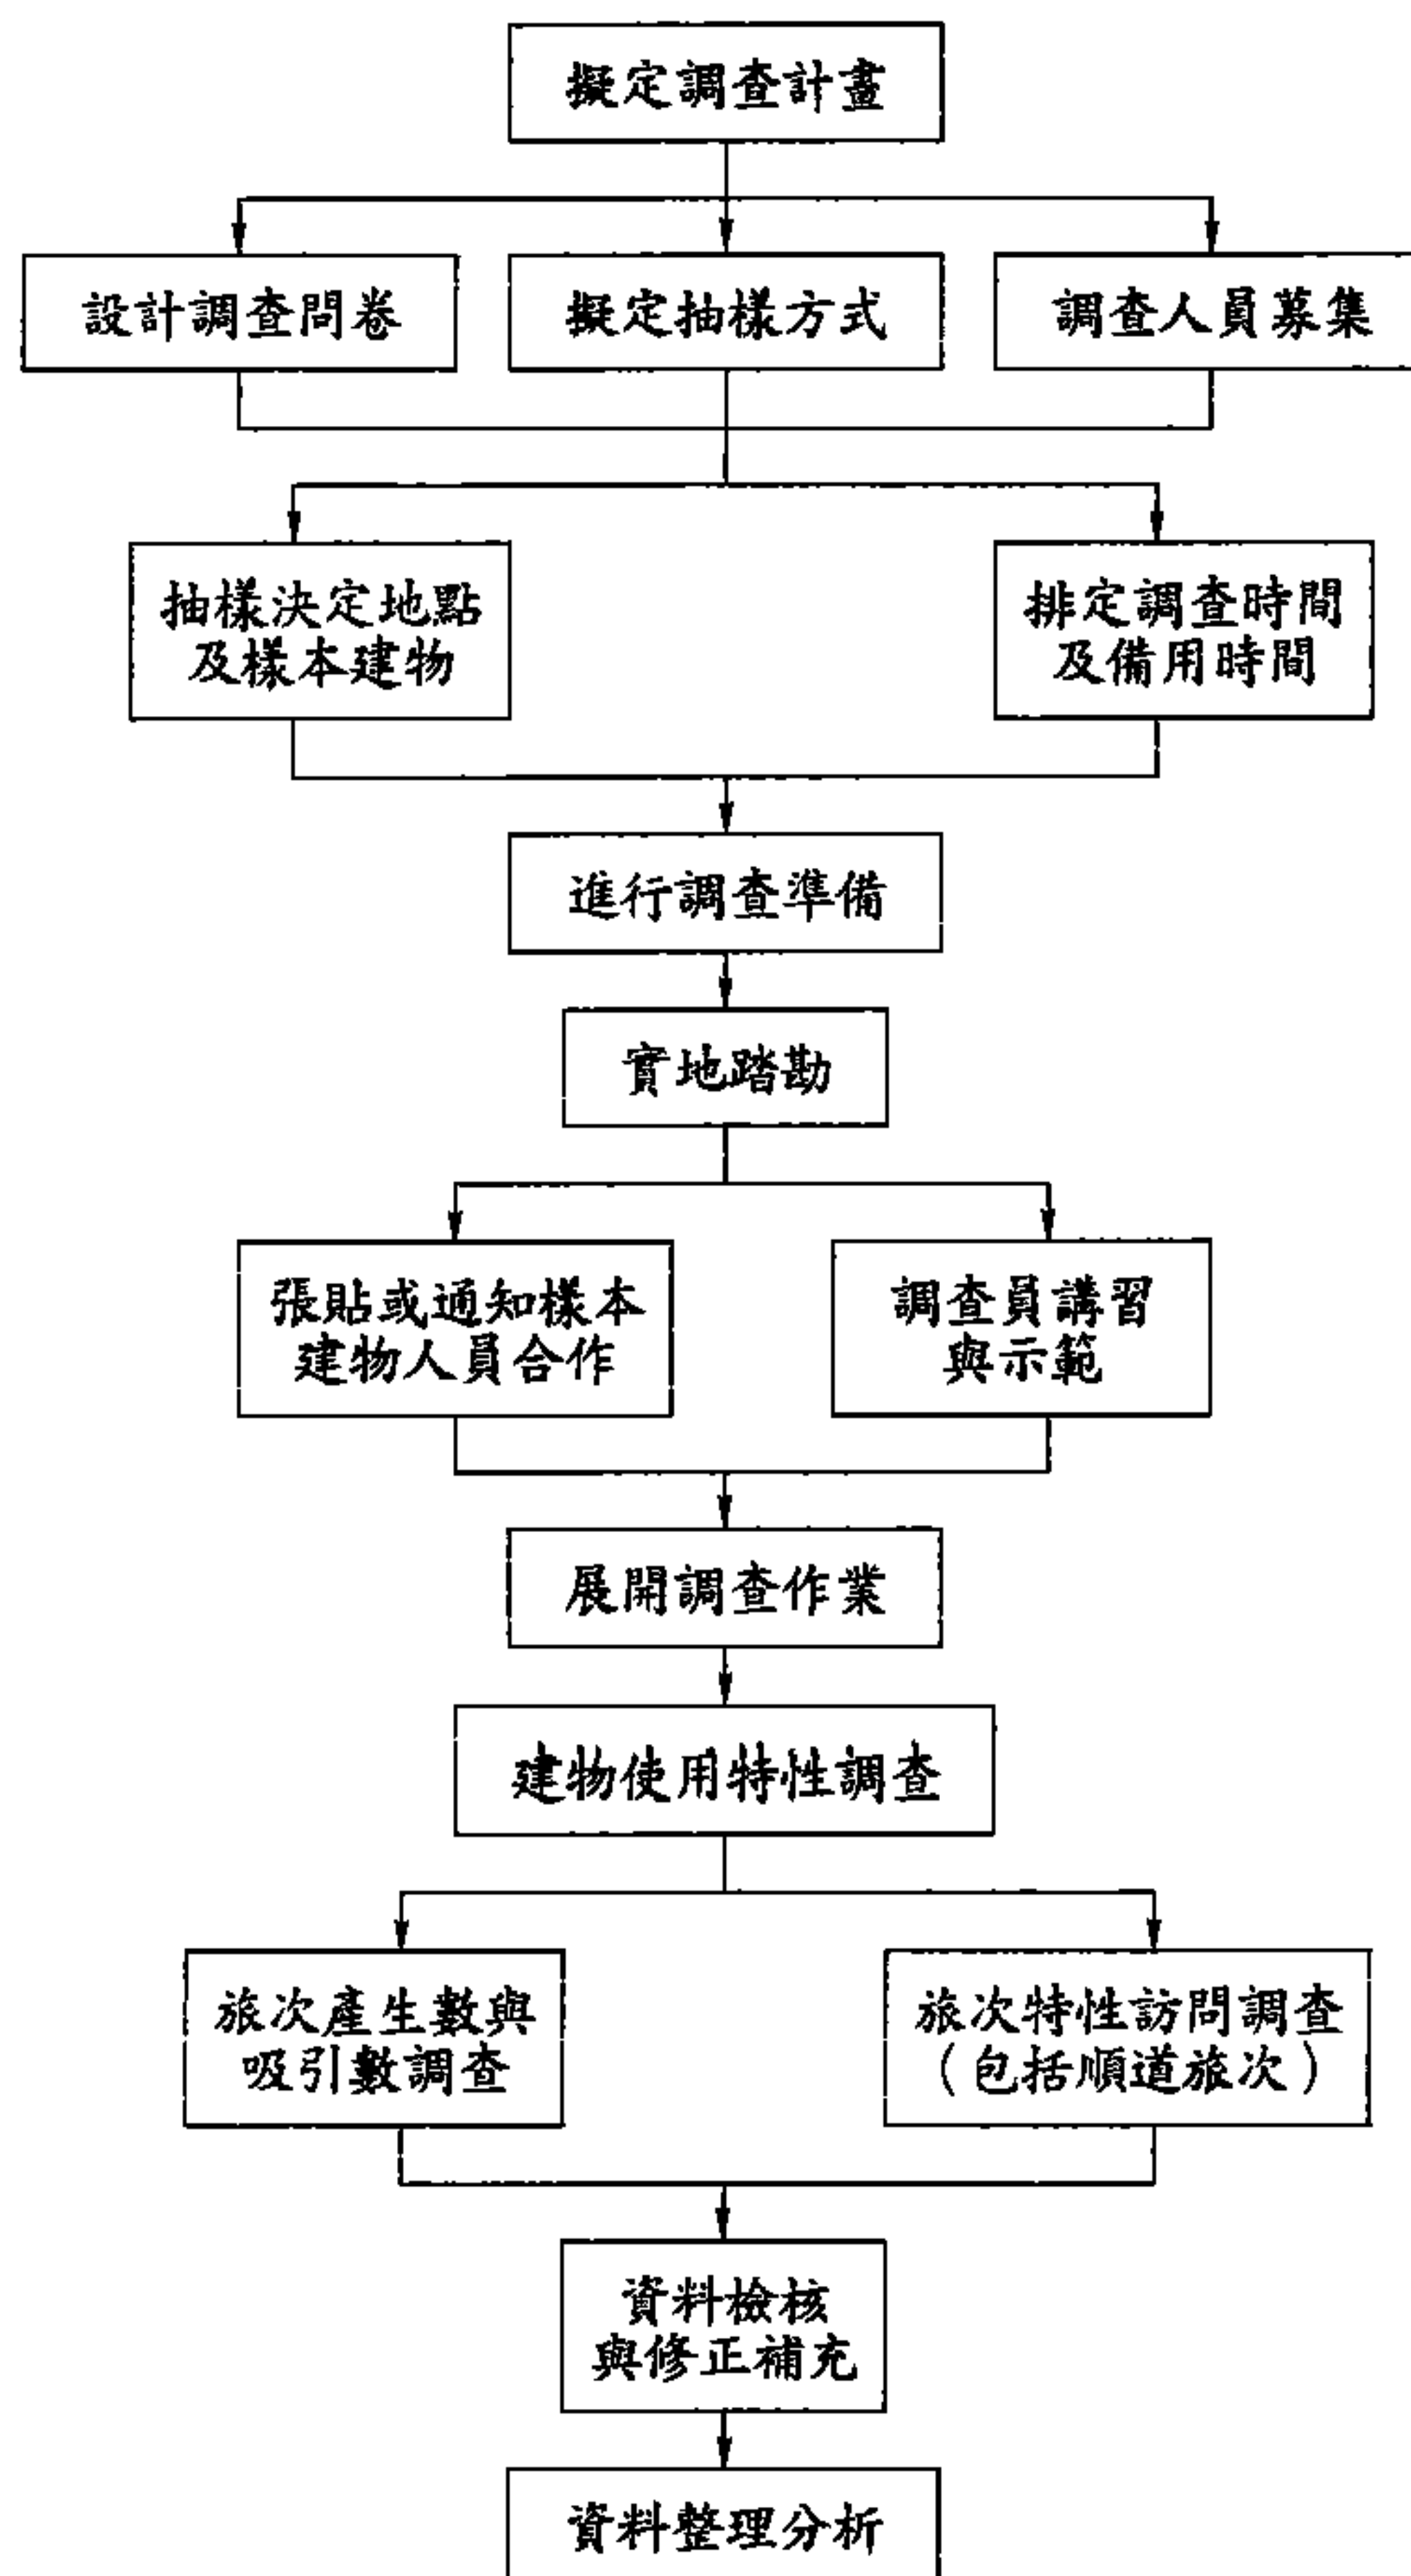 擬定調查計畫
設計調查問卷
擬定抽樣方式
調查人員募集
抽樣決定地點
及樣本建物
排定調查時間
及備用時間
進行調查準備
實地踏勘
張貼或通知樣本
建物人員合作
調查員講習
與示範
展開調查作業
建物使用特性調查
旅次產生數與
吸引數調查
旅次特性訪問調查
（包括順道旅次）
資料檢核
與修正補充
資料整理分析